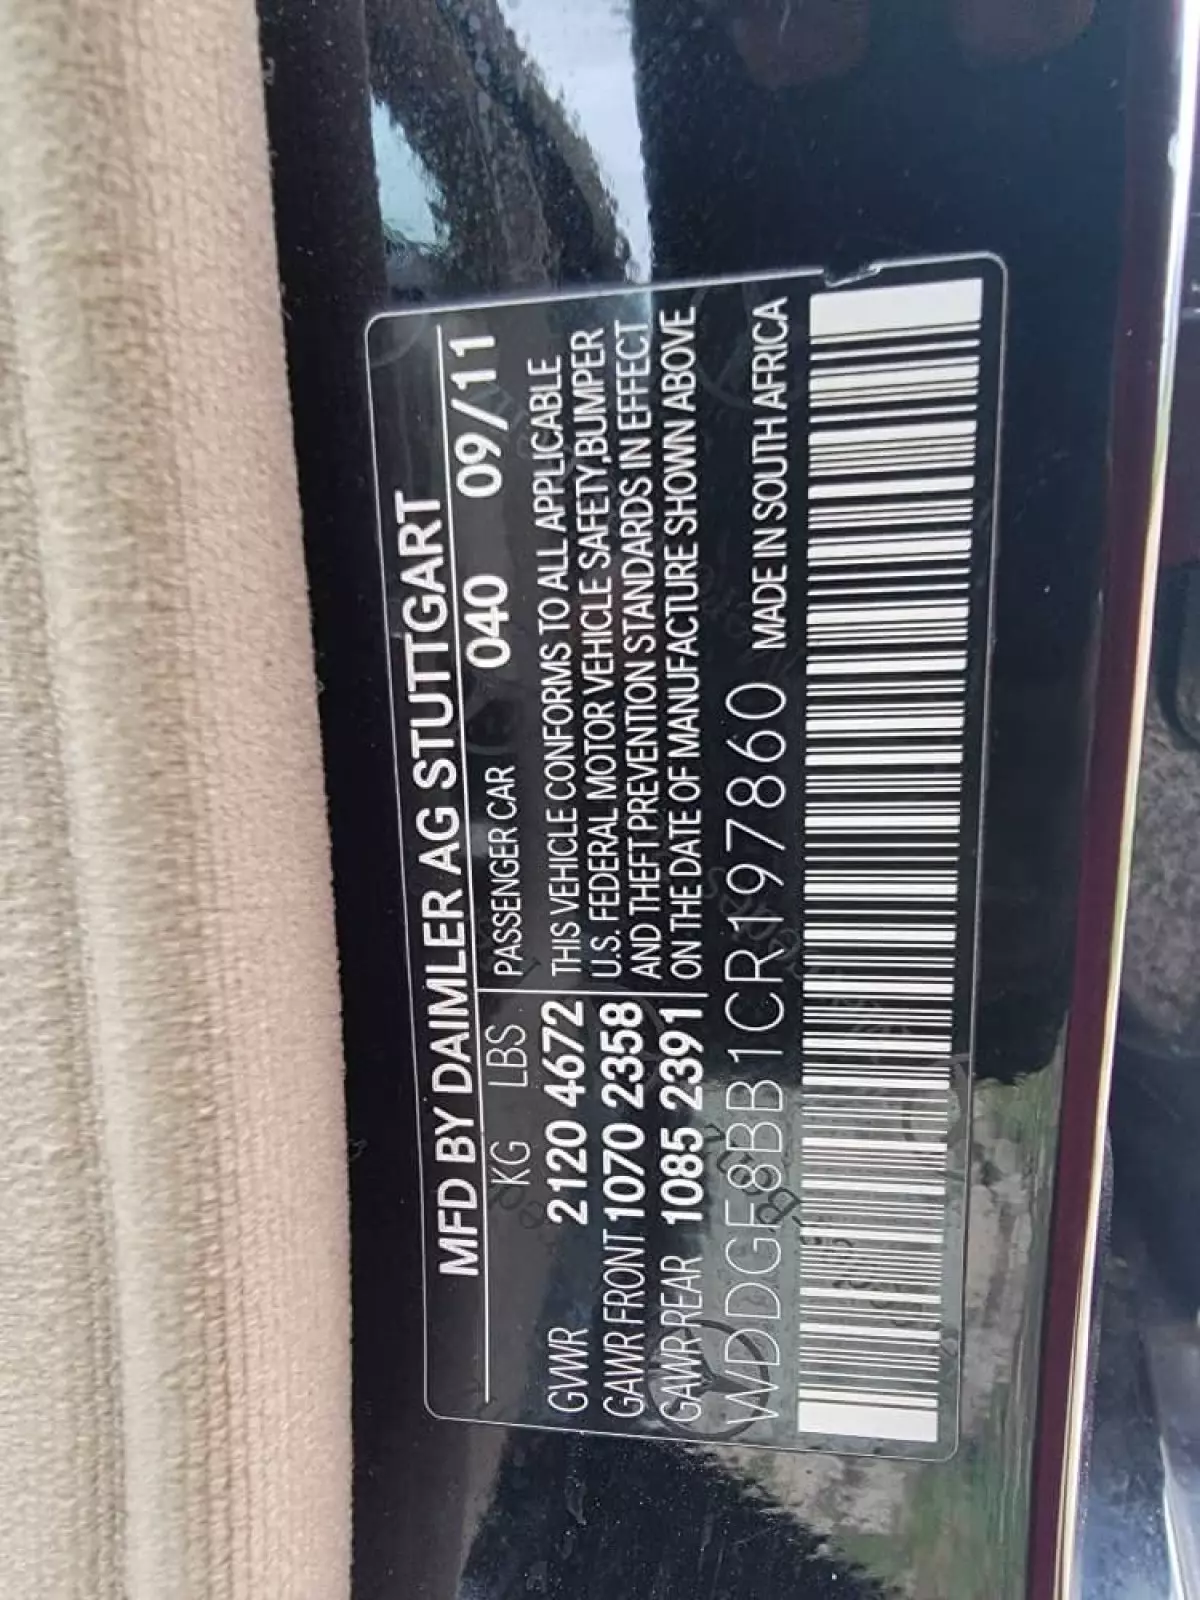 MFD BY DAIMLER AG STUTTGART
KG LBS PASSENGER CAR 040 09/11
GVWR 2120 4672 THIS VEHICLE CONFORMS TO ALL APPLICABLE
GAWR FRONT 1070 2358 U.S. FEDERAL MOTOR VEHICLE SAFETY,BUMPER
GAWR REAR 1085 2391 AND THEFT PREVENTION STANDARDS IN EFFECT
ON THE DATE OF MANUFACTURE SHOWN ABOVE
WDDGF8BB1CR197860 MADE IN SOUTH AFRICA